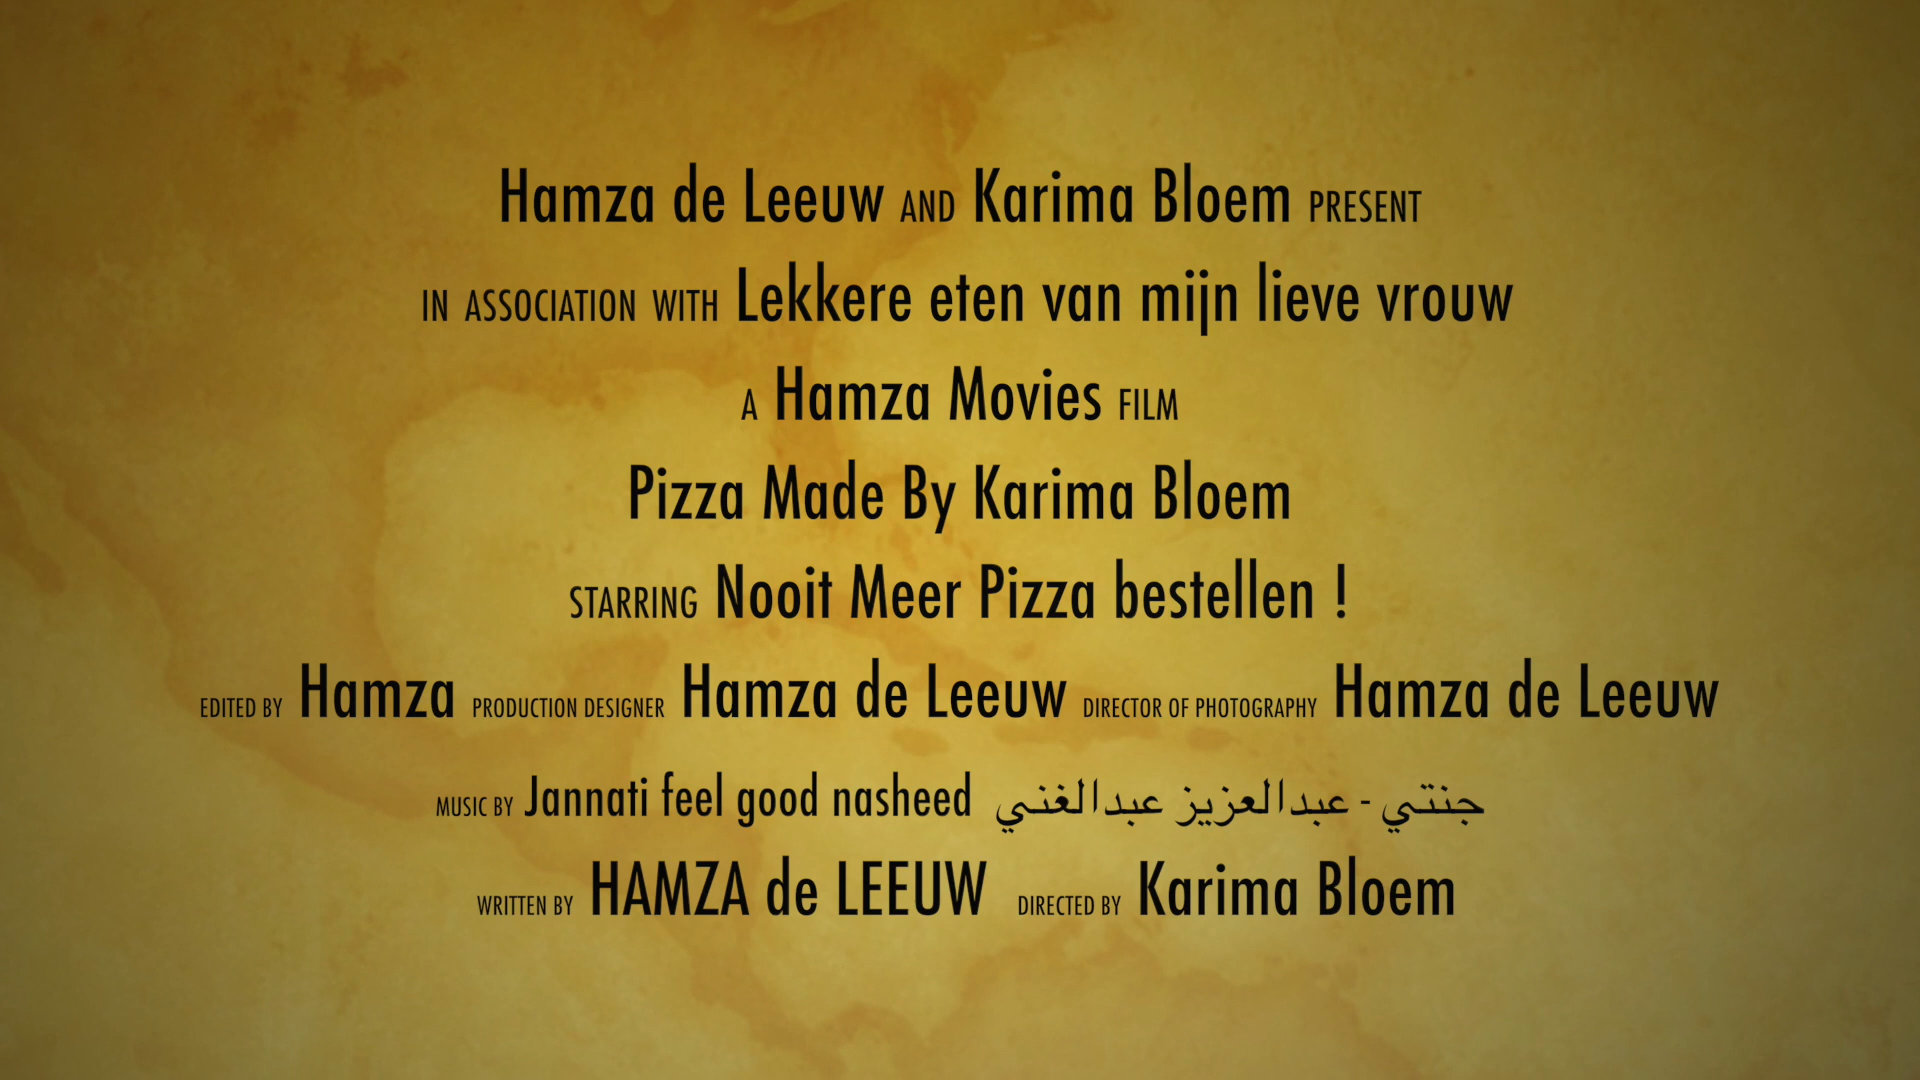 Hamza de Leeuw AND Karima Bloem PRESENT
IN ASSOCIATION WITH Lekkere eten van mijn lieve vrouw
A Hamza Movies FILM
Pizza Made By Karima Bloem
STARRING Nooit Meer Pizza bestellen !
EDITED BY Hamza PRODUCTION DESIGNER Hamza de Leeuw DIRECTOR OF PHOTOGRAPHY Hamza de Leeuw
MUSIC BY Jannati feel good nasheed جنتي - عبدالعزيز عبدالغني
WRITTEN BY HAMZA de LEEUW DIRECTED BY Karima Bloem